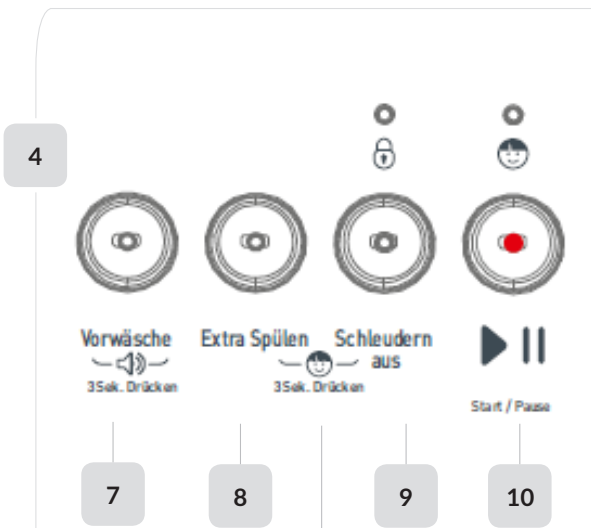 4
Vorwäsche Extra Spülen Schleudern aus
3Sek. Drücken 3Sek. Drücken
Start / Pause
7 8 9 10